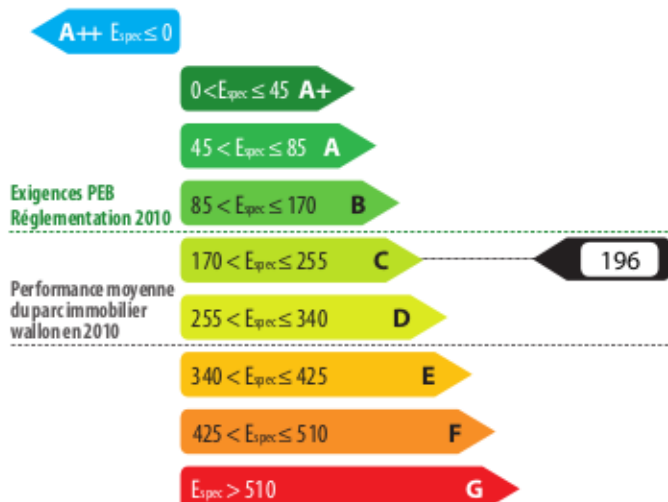 A++ Espec ≤ 0
0 < Espec ≤ 45 A+
45 < Espec ≤ 85 A
Exigences PEB
Réglementation 2010
85 < Espec ≤ 170 B
170 < Espec ≤ 255 C
196
Performance moyenne
du parc immobilier
wallon en 2010
255 < Espec ≤ 340 D
340 < Espec ≤ 425 E
425 < Espec ≤ 510 F
Espec > 510 G